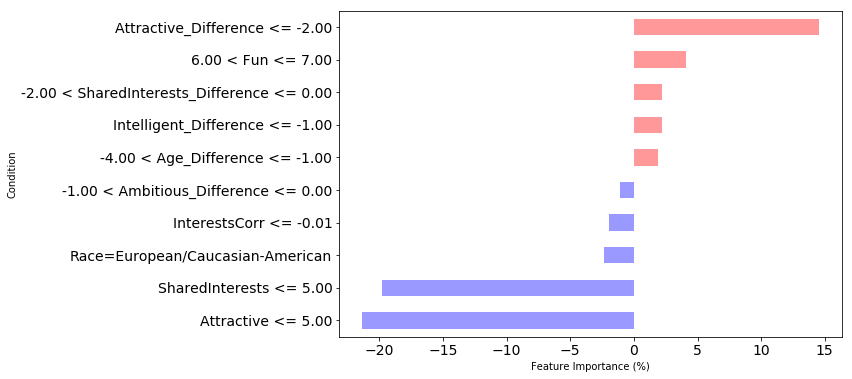 Attractive_Difference <= -2.00
6.00 < Fun <= 7.00
-2.00 < SharedInterests_Difference <= 0.00
Intelligent_Difference <= -1.00
-4.00 < Age_Difference <= -1.00
-1.00 < Ambitious_Difference <= 0.00
InterestsCorr <= -0.01
Race=European/Caucasian-American
SharedInterests <= 5.00
Attractive <= 5.00
Condition
−20 −15 −10 −5 0 5 10 15
Feature Importance (%)